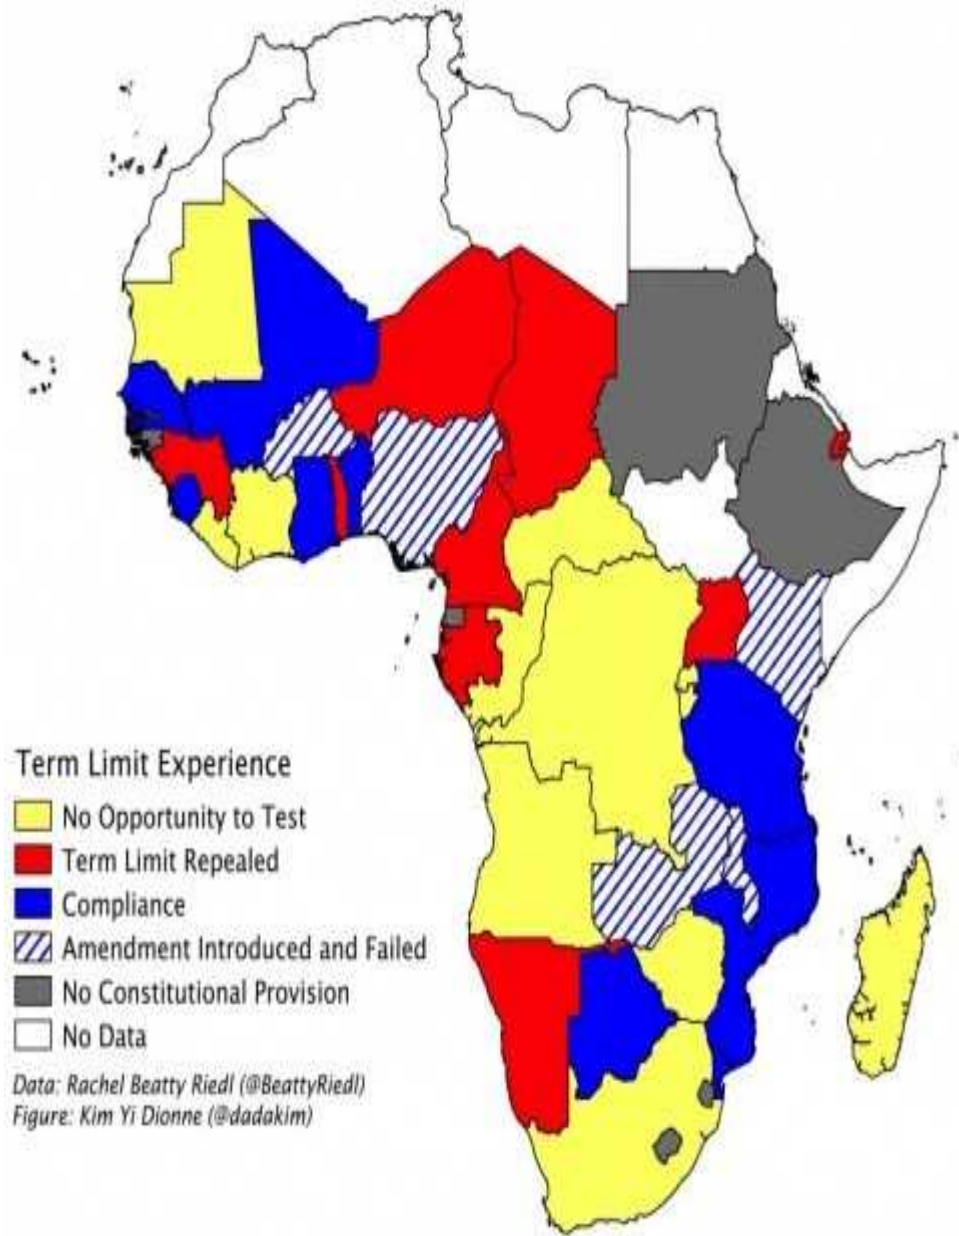 Term Limit Experience
No Opportunity to Test
Term Limit Repealed
Compliance
Amendment Introduced and Failed
No Constitutional Provision
No Data
Data: Rachel Beatty Riedl (@BeattyRiedl)
Figure: Kim Yi Dionne (@dadakim)